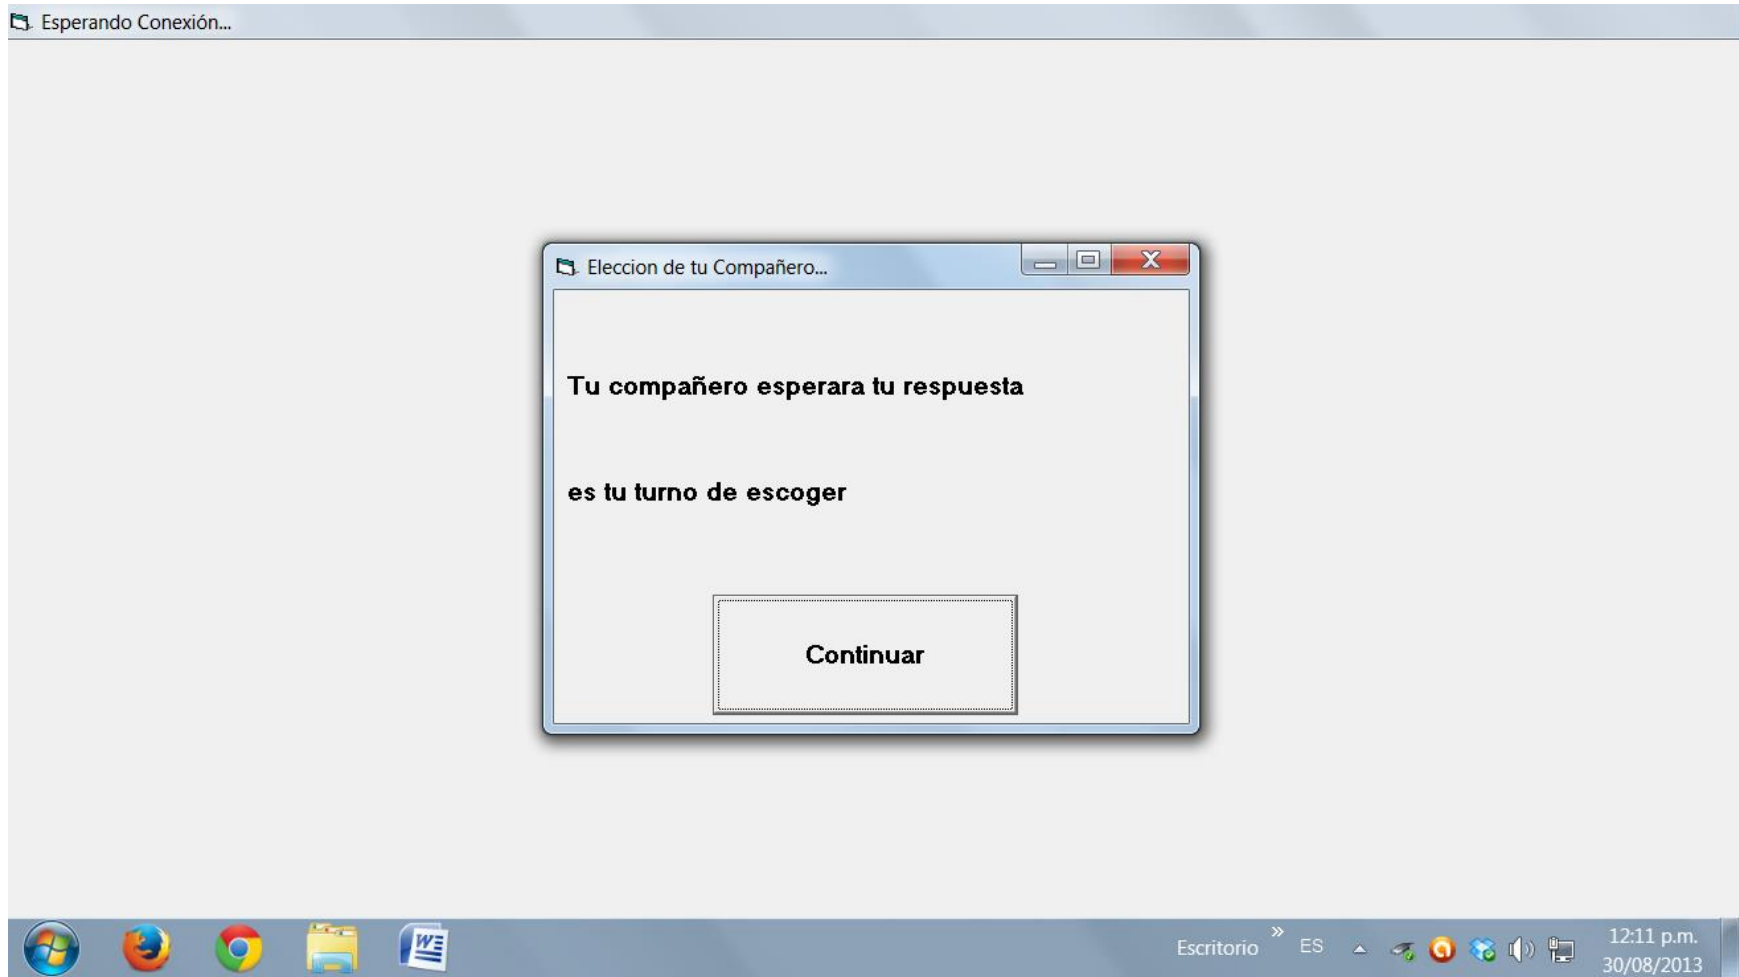 Esperando Conexión...
Eleccion de tu Compañero...
Tu compañero esperara tu respuesta
es tu turno de escoger
Continuar
Escritorio » ES 12:11 p.m.
30/08/2013